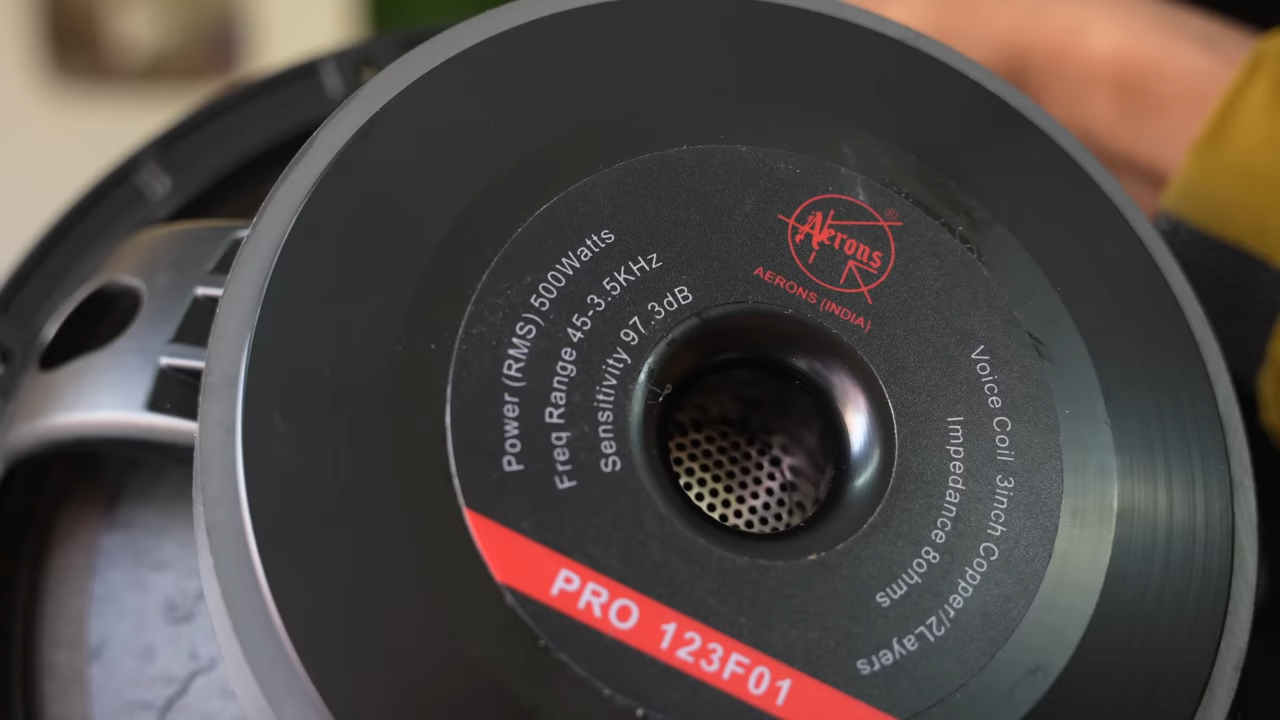 Aerons®
AERONS (INDIA)
Power (RMS) 500Watts
Freq Range 45-3.5KHz
Sensitivity 97.3dB
Voice Coil 3inch Copper/2Layers
Impedance 8ohms
PRO 123F01